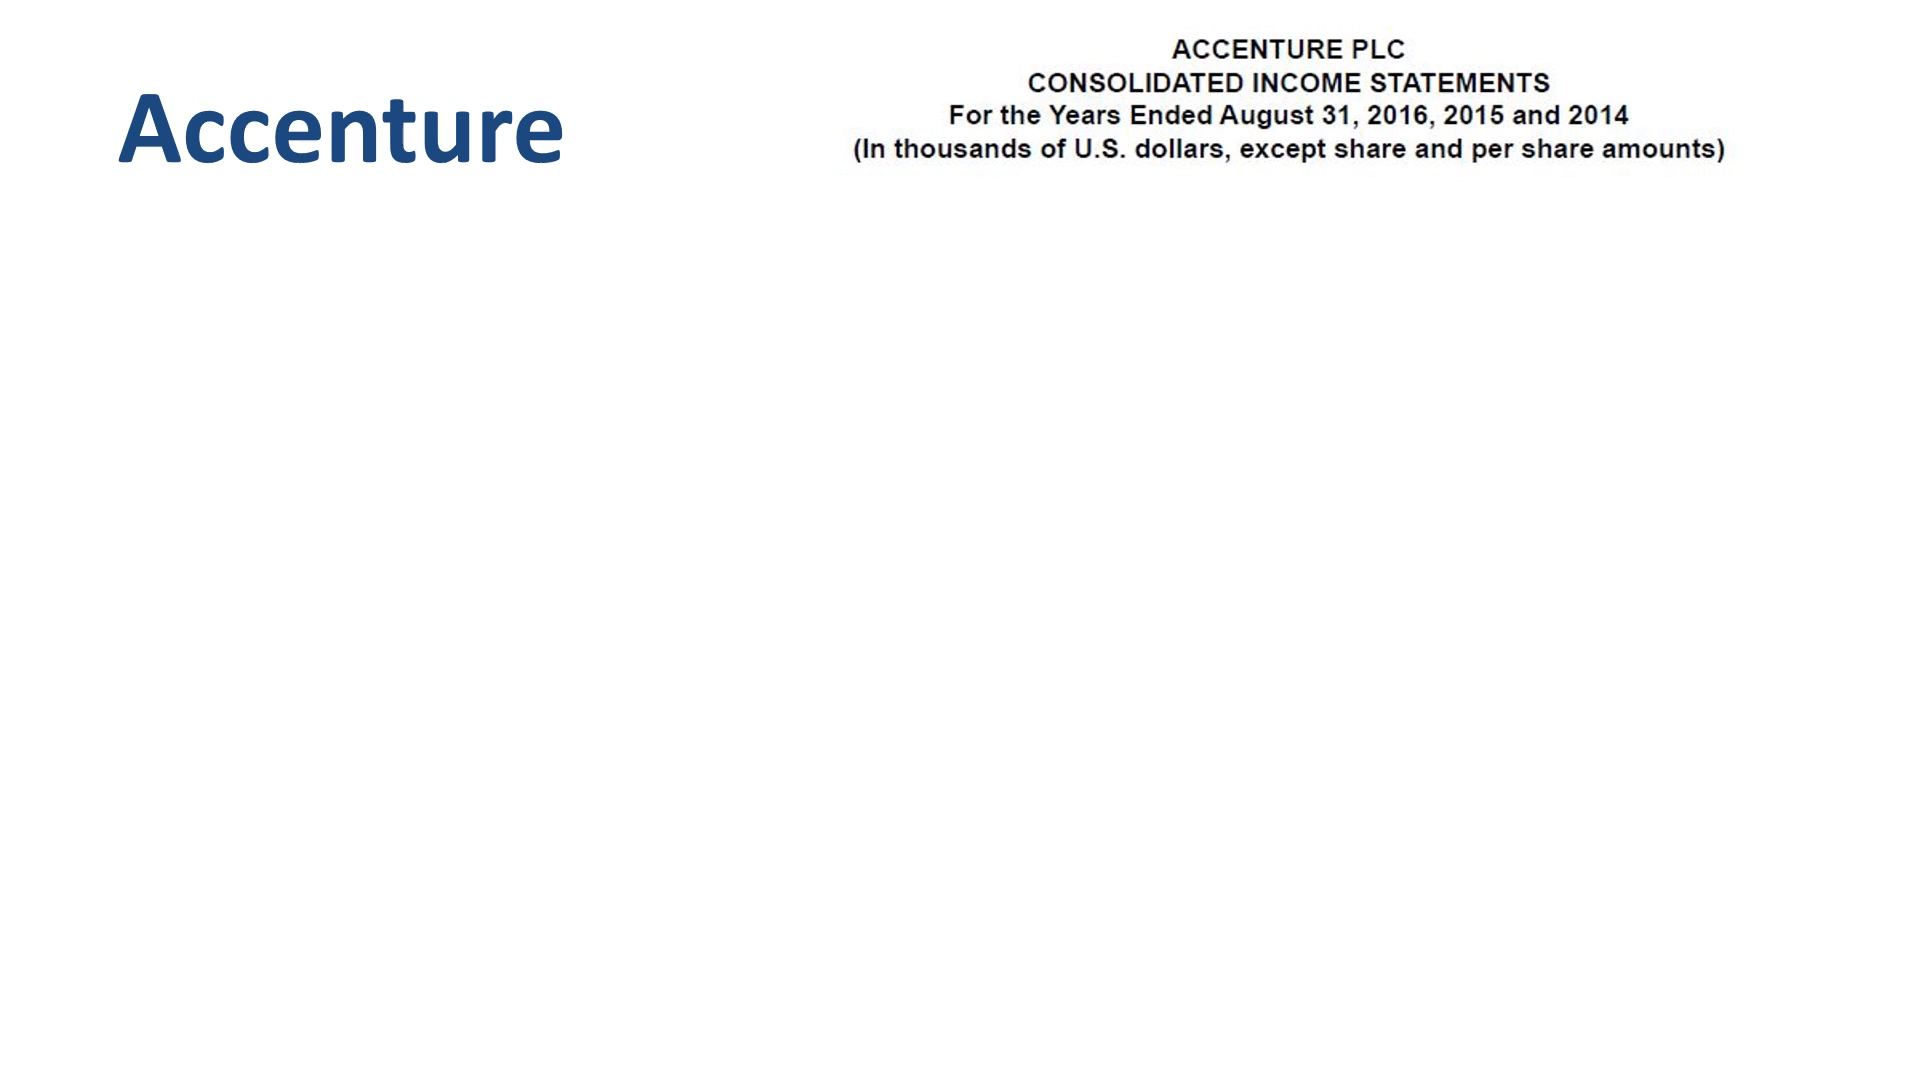 Accenture
ACCENTURE PLC
CONSOLIDATED INCOME STATEMENTS
For the Years Ended August 31, 2016, 2015 and 2014
(In thousands of U.S. dollars, except share and per share amounts)